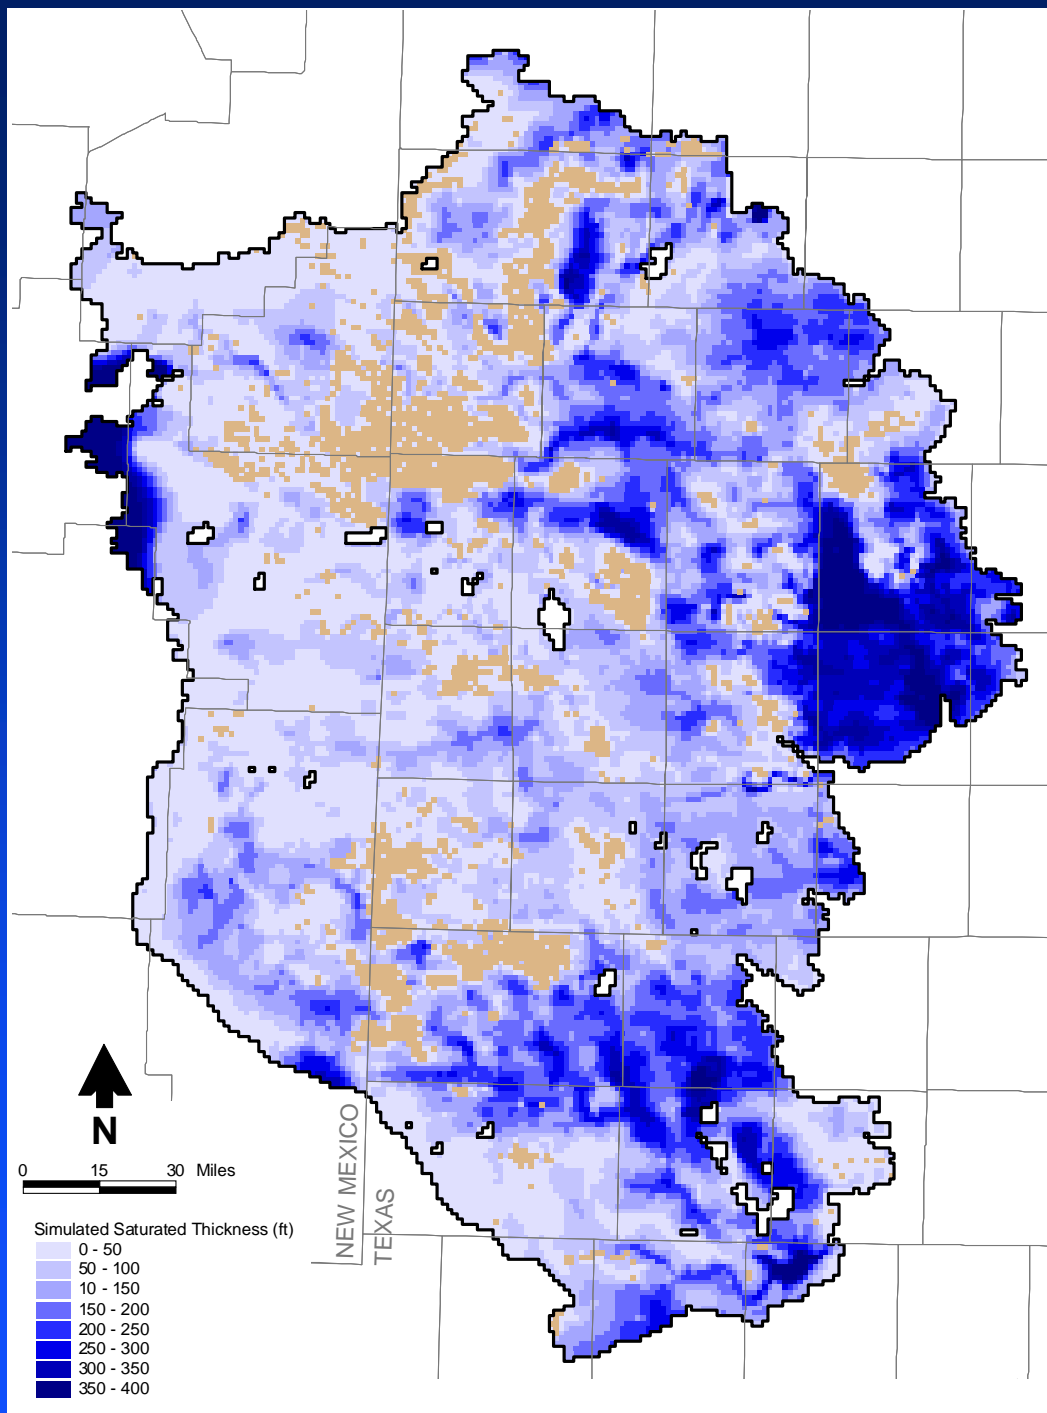 N
0 15 30 Miles
NEW MEXICO
TEXAS
Simulated Saturated Thickness (ft)
0 - 50
50 - 100
10 - 150
150 - 200
200 - 250
250 - 300
300 - 350
350 - 400